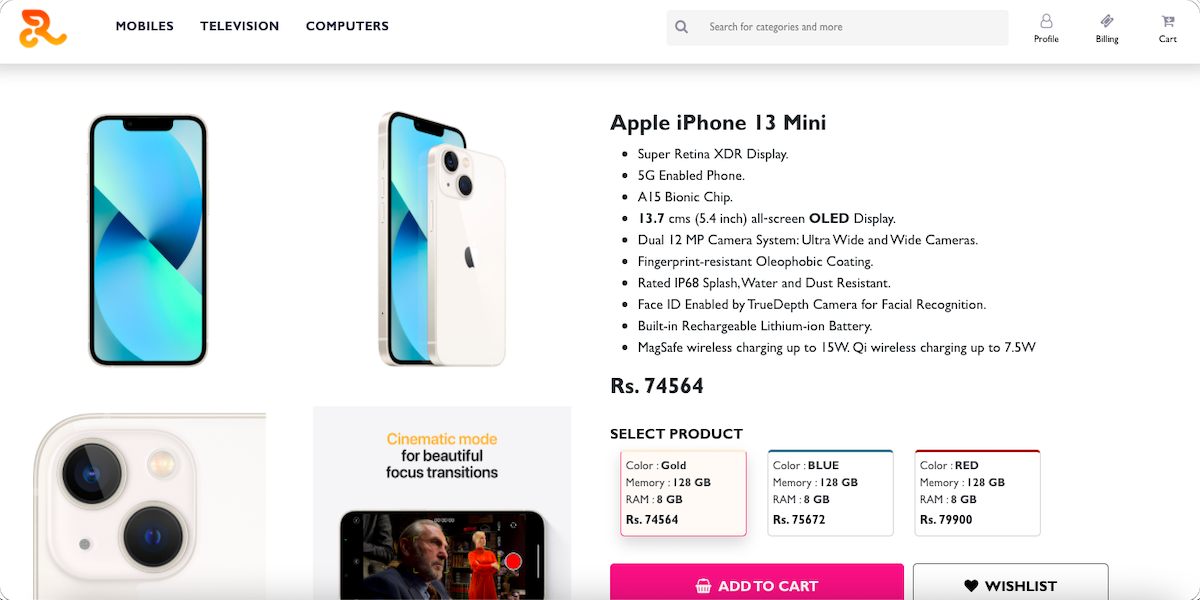 MOBILES TELEVISION COMPUTERS
Search for categories and more
Profile Billing Cart
Apple iPhone 13 Mini
Super Retina XDR Display.
5G Enabled Phone.
A15 Bionic Chip.
13.7 cms (5.4 inch) all-screen OLED Display.
Dual 12 MP Camera System: Ultra Wide and Wide Cameras.
Fingerprint-resistant Oleophobic Coating.
Rated IP68 Splash, Water and Dust Resistant.
Face ID Enabled by TrueDepth Camera for Facial Recognition.
Built-in Rechargeable Lithium-ion Battery.
MagSafe wireless charging up to 15W. Qi wireless charging up to 7.5W
Rs. 74564
SELECT PRODUCT
Color : Gold
Memory : 128 GB
RAM : 8 GB
Rs. 74564
Color : BLUE
Memory : 128 GB
RAM : 8 GB
Rs. 75672
Color : RED
Memory : 128 GB
RAM : 8 GB
Rs. 79900
ADD TO CART
WISHLIST
Cinematic mode
for beautiful
focus transitions